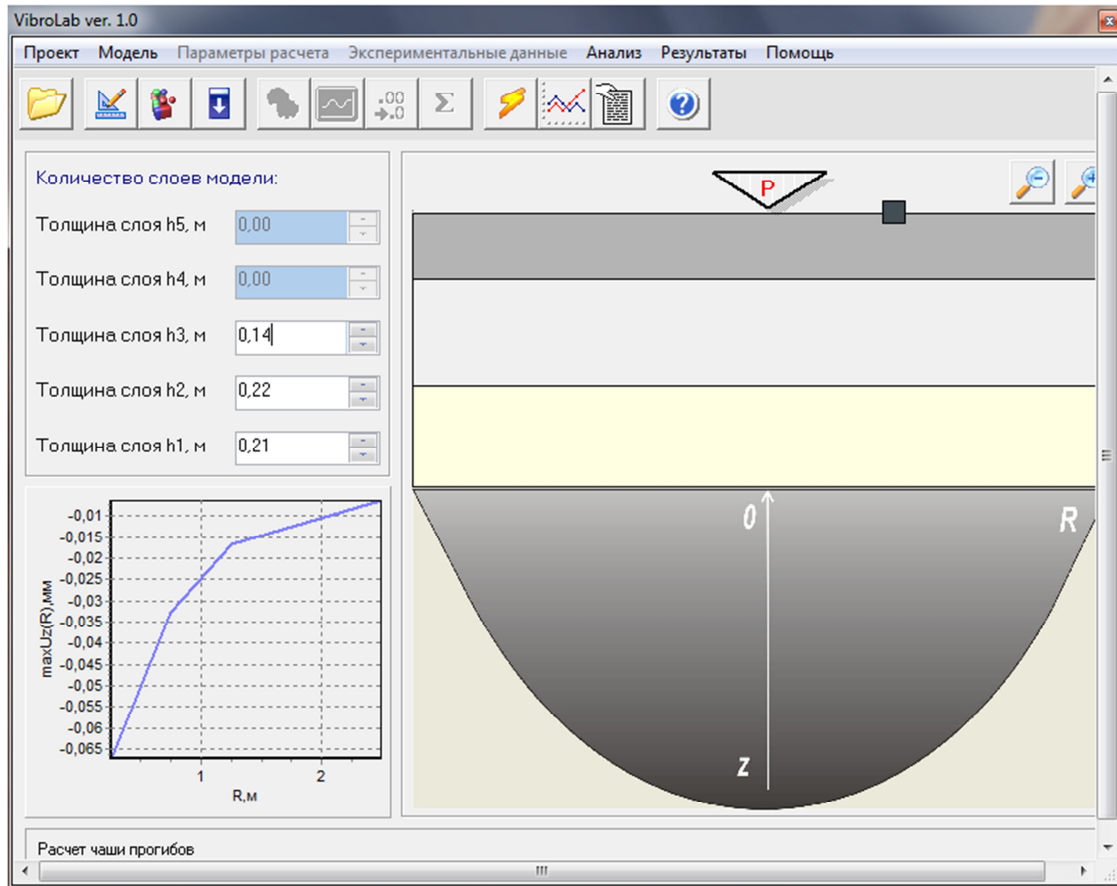 VibroLab ver. 1.0
Проект Модель Параметры расчета Экспериментальные данные Анализ Результаты Помощь
.00
.0
Σ
?
Количество слоев модели:
Толщина слоя h5, м 0,00
Толщина слоя h4, м 0,00
Толщина слоя h3, м 0,14
Толщина слоя h2, м 0,22
Толщина слоя h1, м 0,21
P
0
R
z
maxUz(R),мм
-0,01
-0,015
-0,02
-0,025
-0,03
-0,035
-0,04
-0,045
-0,05
-0,055
-0,06
-0,065
1 2
R,м
Расчет чаши прогибов